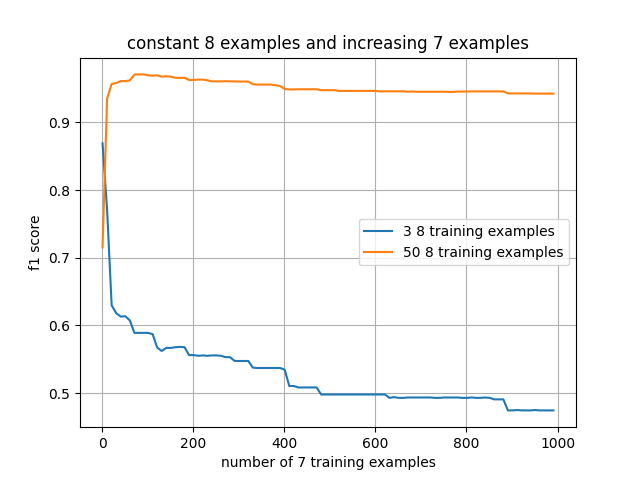 constant 8 examples and increasing 7 examples
f1 score
0.9
0.8
0.7
0.6
0.5
3 8 training examples
50 8 training examples
0 200 400 600 800 1000
number of 7 training examples